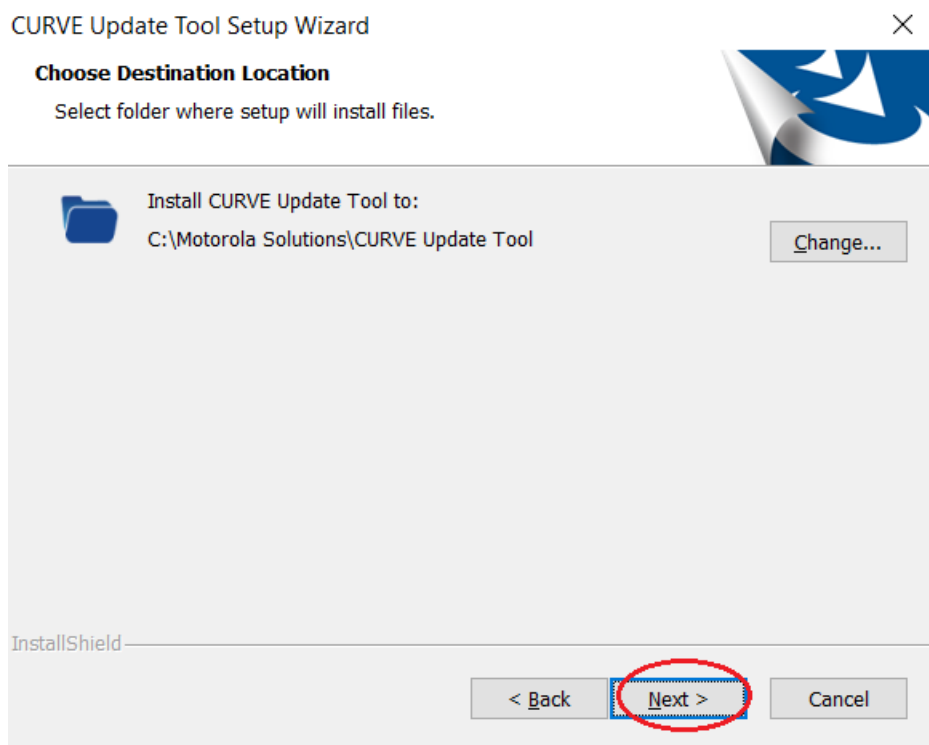 CURVE Update Tool Setup Wizard
Choose Destination Location
Select folder where setup will install files.
Install CURVE Update Tool to:
C:\Motorola Solutions\CURVE Update Tool
Change...
InstallShield
< Back
Next >
Cancel